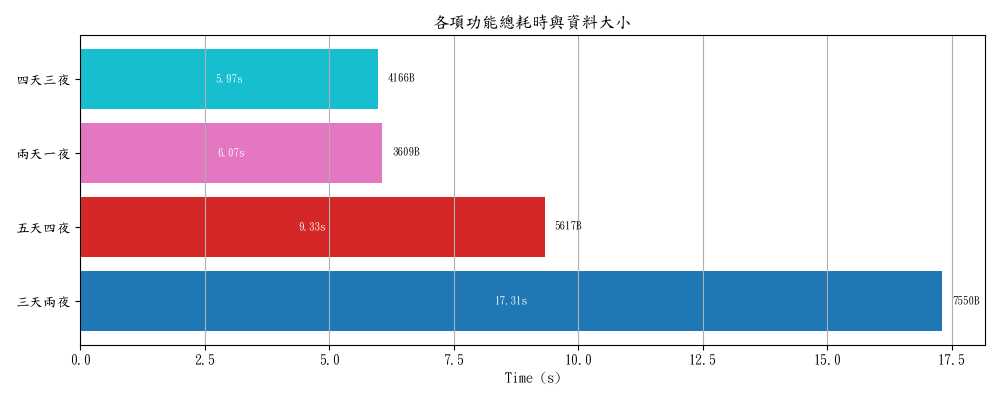 各項功能總耗時與資料大小
四天三夜
5.97s
4166B
兩天一夜
6.07s
3609B
五天四夜
9.33s
5617B
三天兩夜
17.31s
7550B
0.0 2.5 5.0 7.5 10.0 12.5 15.0 17.5
Time (s)